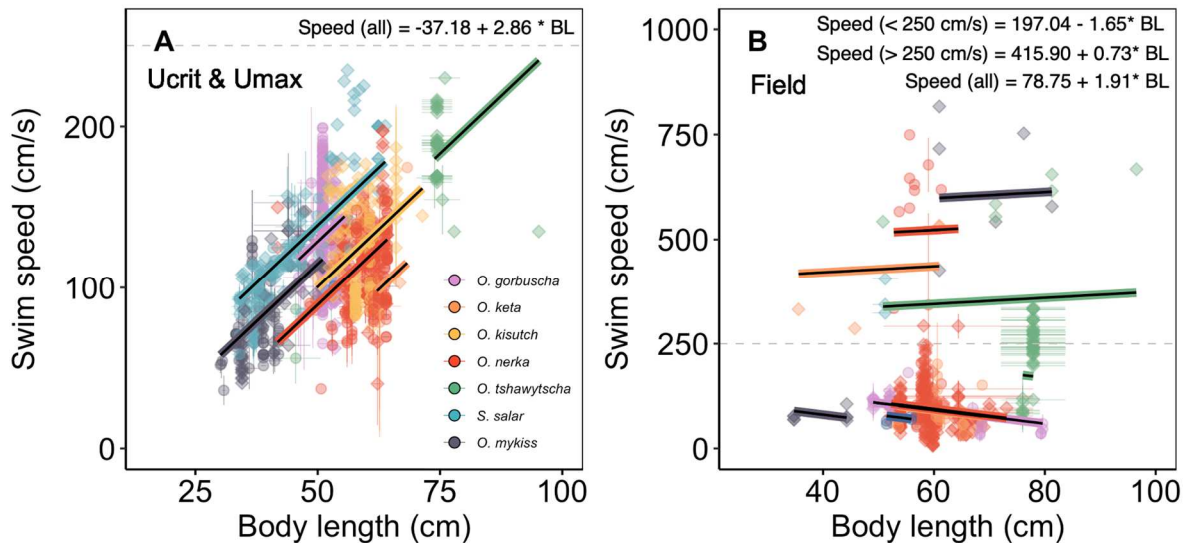 Speed (all) = -37.18 + 2.86 * BL
A
Ucrit & Umax
Swim speed (cm/s)
200
100
0
25
50
75
100
Body length (cm)
O. gorbuscha
O. keta
O. kisutch
O. nerka
O. tshawytscha
S. salar
O. mykiss
Speed (< 250 cm/s) = 197.04 - 1.65* BL
B
Speed (> 250 cm/s) = 415.90 + 0.73* BL
Field
Speed (all) = 78.75 + 1.91* BL
Swim speed (cm/s)
1000
750
500
250
0
40
60
80
100
Body length (cm)